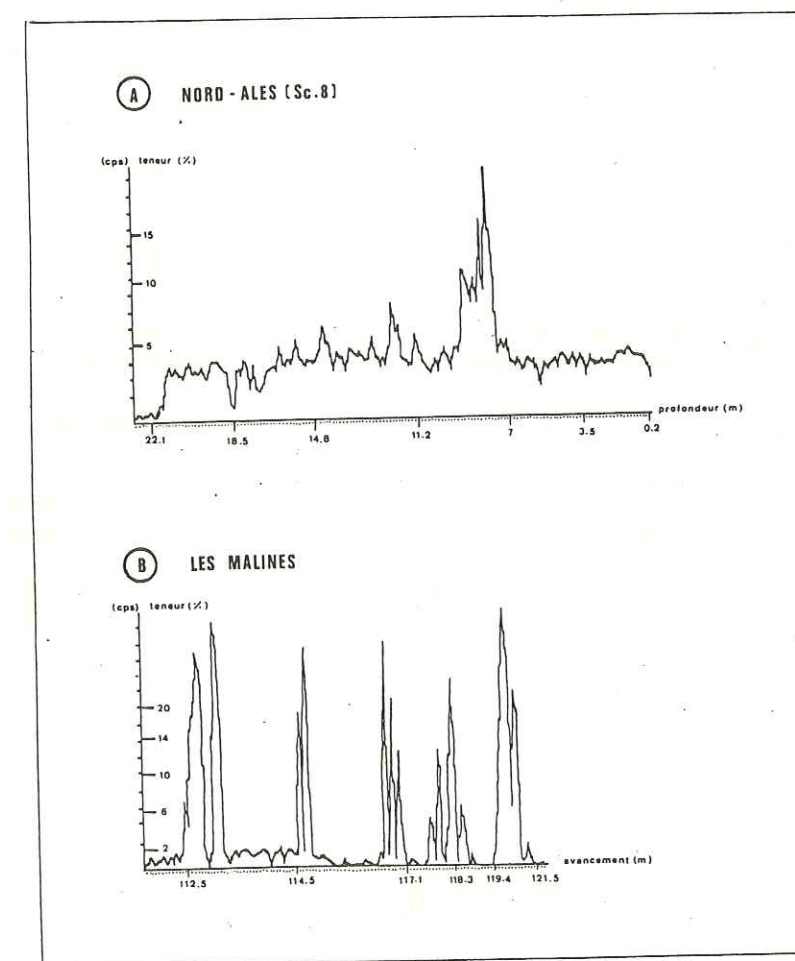 A NORD-ALES (Sc.8)
(cps) teneur (%)
15
10
5
profondeur (m)
22.1 18.5 14.8 11.2 7 3.5 0.2
B LES MALINES
(cps) teneur (%)
20
14
10
6
2
avancement (m)
112.5 114.5 117.1 118.3 119.4 121.5